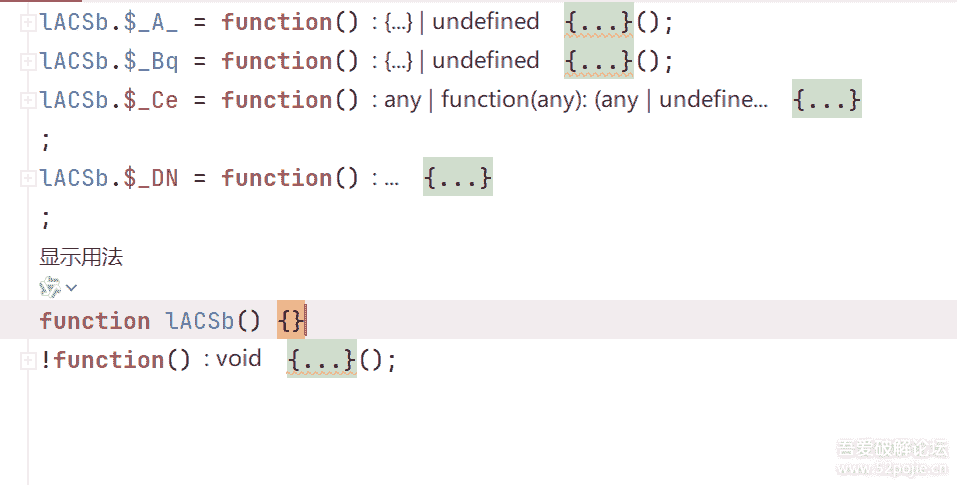 lACSb.$_A_ = function() : {...} | undefined {...}();
lACSb.$_Bq = function() : {...} | undefined {...}();
lACSb.$_Ce = function() : any | function(any): (any | undefine... {...}
;
lACSb.$_DN = function() : ... {...}
;
显示用法
function lACSb() {}
!function() : void {...}();
吾爱破解论坛
www.52pojie.cn